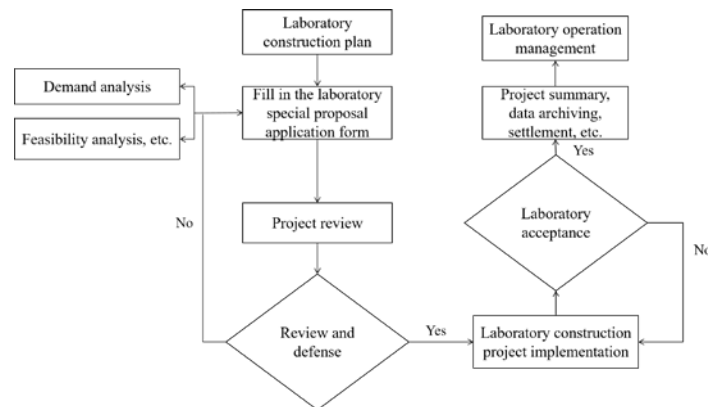 Laboratory
construction plan
Demand analysis
Feasibility analysis, etc.
Fill in the laboratory
special proposal
application form
No
Project review
Review and
defense
Yes
Laboratory operation
management
Project summary,
data archiving,
settlement, etc.
Yes
Laboratory
acceptance
No
Laboratory construction
project implementation